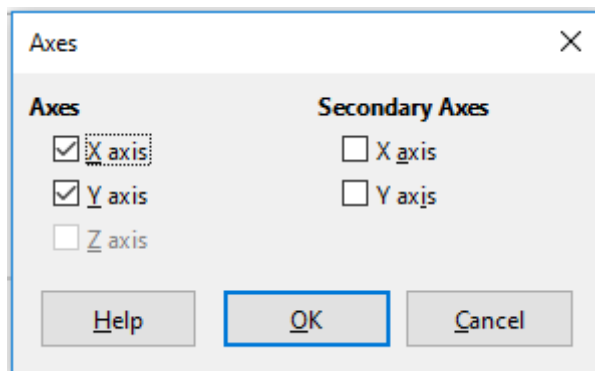 Axes
Axes
Secondary Axes
X axis
X axis
Y axis
Y axis
Z axis
Help
OK
Cancel